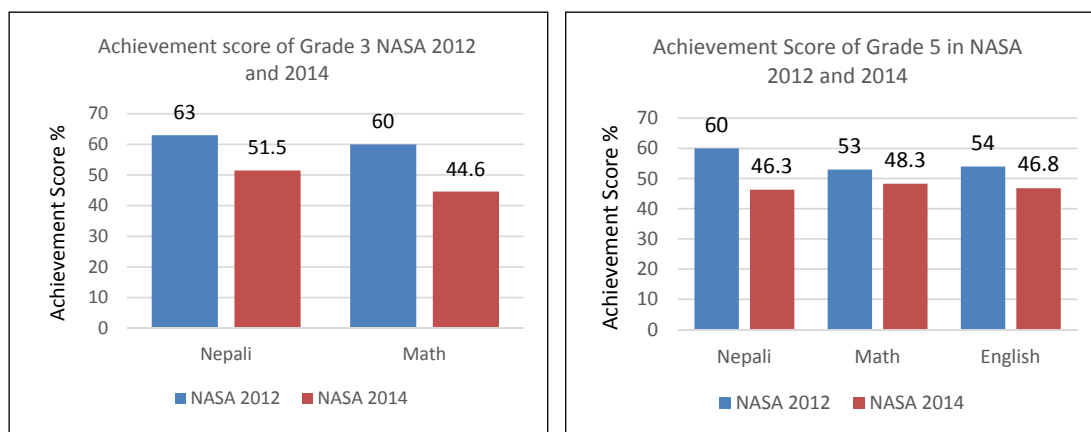 Achievement score of Grade 3 NASA 2012
and 2014
Achievement Score %
70
60
50
40
30
20
10
0
63
51.5
60
44.6
Nepali
Math
NASA 2012
NASA 2014
Achievement Score of Grade 5 in NASA
2012 and 2014
Achievement Score %
70
60
50
40
30
20
10
0
60
46.3
53
48.3
54
46.8
Nepali
Math
English
NASA 2012
NASA 2014